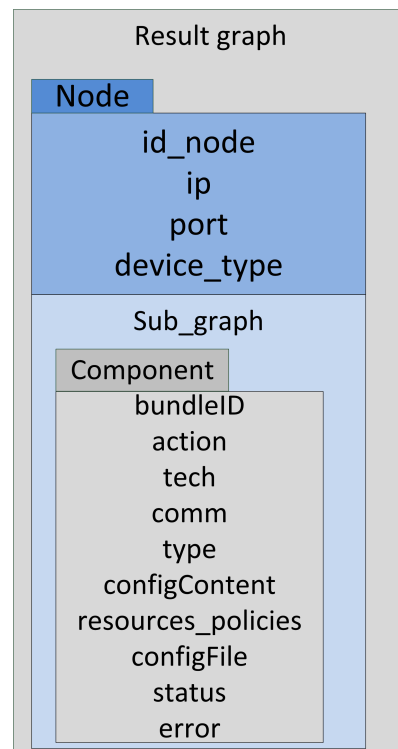 Result graph
Node
id_node
ip
port
device_type
Sub_graph
Component
bundleID
action
tech
comm
type
configContent
resources_policies
configFile
status
error